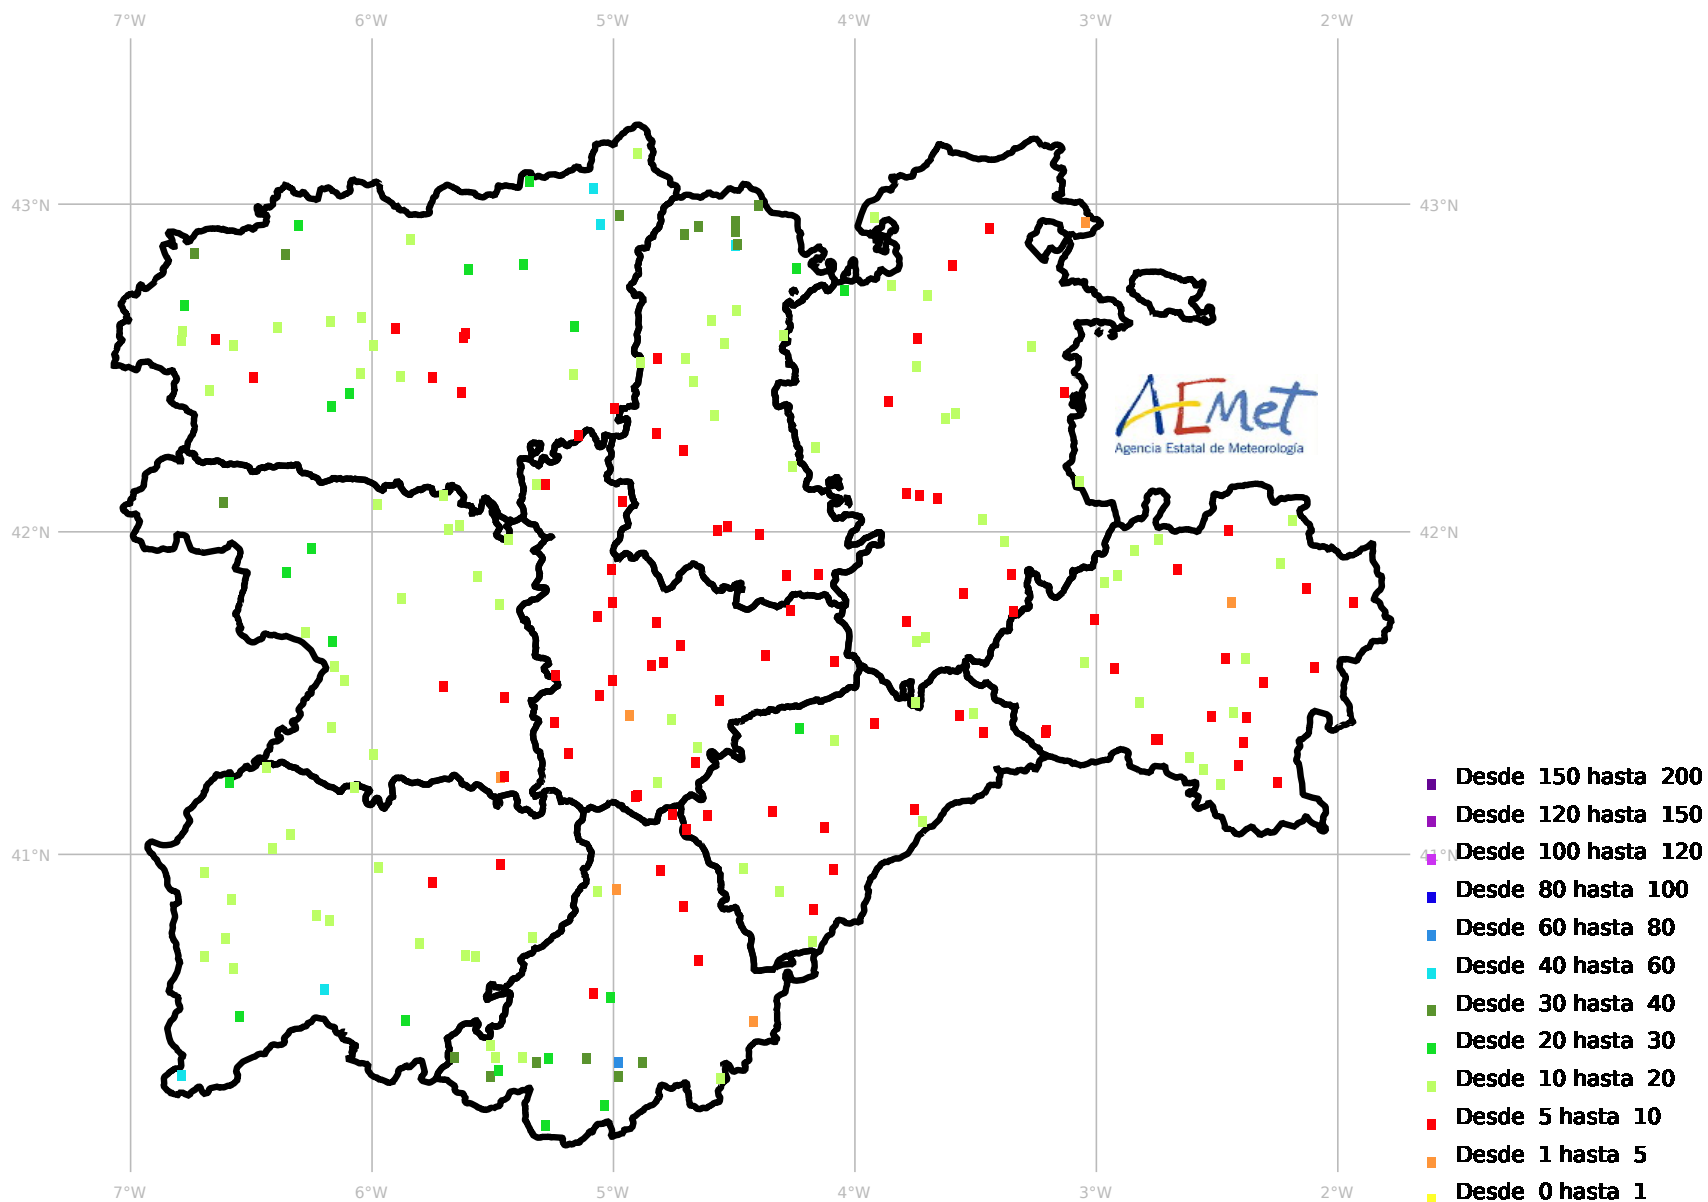 7°W 6°W 5°W 4°W 3°W 2°W
43°N 43°N
AEMet
Agencia Estatal de Meteorología
42°N 42°N
Desde 150 hasta 200
Desde 120 hasta 150
41°N Desde 100 hasta 120 41°N
Desde 80 hasta 100
Desde 60 hasta 80
Desde 40 hasta 60
Desde 30 hasta 40
Desde 20 hasta 30
Desde 10 hasta 20
Desde 5 hasta 10
Desde 1 hasta 5
Desde 0 hasta 1
7°W 6°W 5°W 4°W 3°W 2°W